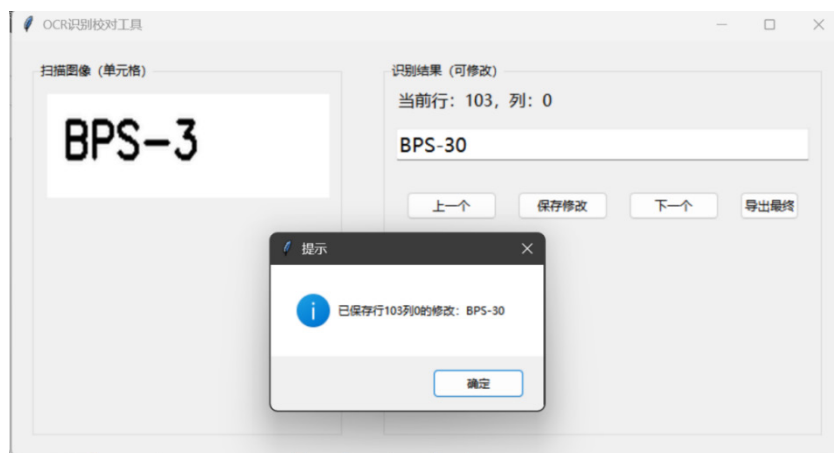 OCR识别校对工具
扫描图像（单元格）
BPS-3
识别结果（可修改）
当前行：103，列：0
BPS-30
上一个
保存修改
下一个
导出最终
提示
已保存行103列0的修改：BPS-30
确定